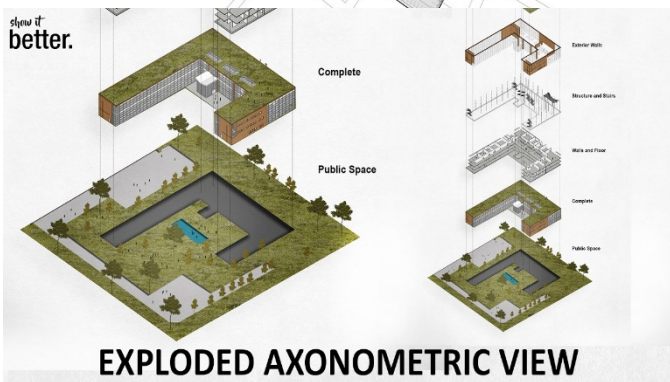 show it
better.
Complete
Public Space
Exterior Walls
Structure and Stairs
Walls and Floor
Complete
Public Space
EXPLODED AXONOMETRIC VIEW